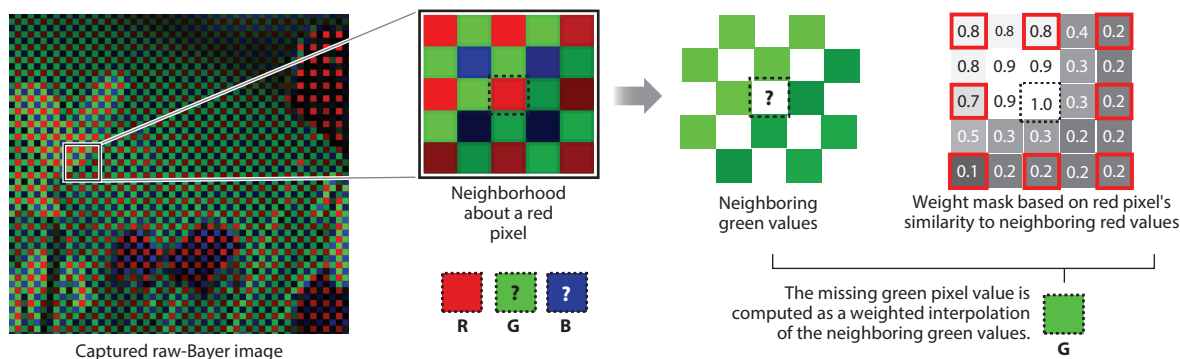 Captured raw-Bayer image
Neighborhood
about a red
pixel
?
?
R
G
B
?
Neighboring
green values
0.8 0.8 0.8 0.4 0.2
0.8 0.9 0.9 0.3 0.2
0.7 0.9 1.0 0.3 0.2
0.5 0.3 0.3 0.2 0.2
0.1 0.2 0.2 0.2 0.2
Weight mask based on red pixel's
similarity to neighboring red values
The missing green pixel value is
computed as a weighted interpolation
of the neighboring green values.
G